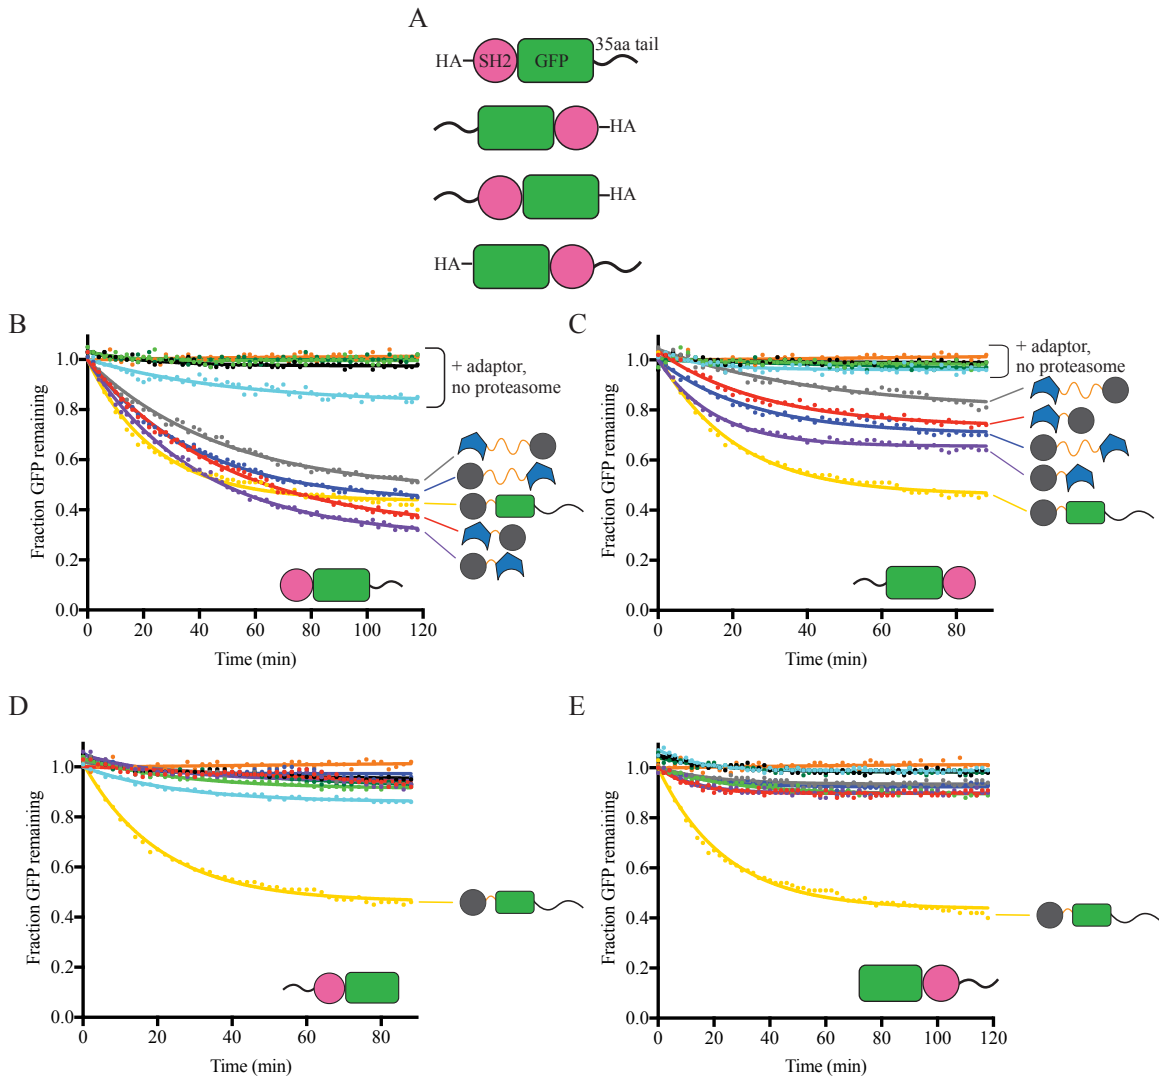 A
HA
SH2
GFP
35aa tail
HA
HA
HA
B
Fraction GFP remaining
1.0
0.8
0.6
0.4
0.2
0.0
0
20
40
60
80
100
120
Time (min)
+ adaptor,
no proteasome
C
Fraction GFP remaining
1.0
0.8
0.6
0.4
0.2
0.0
0
20
40
60
80
Time (min)
+ adaptor,
no proteasome
D
Fraction GFP remaining
1.0
0.8
0.6
0.4
0.2
0.0
0
20
40
60
80
Time (min)
E
Fraction GFP remaining
1.0
0.8
0.6
0.4
0.2
0.0
0
20
40
60
80
100
120
Time (min)